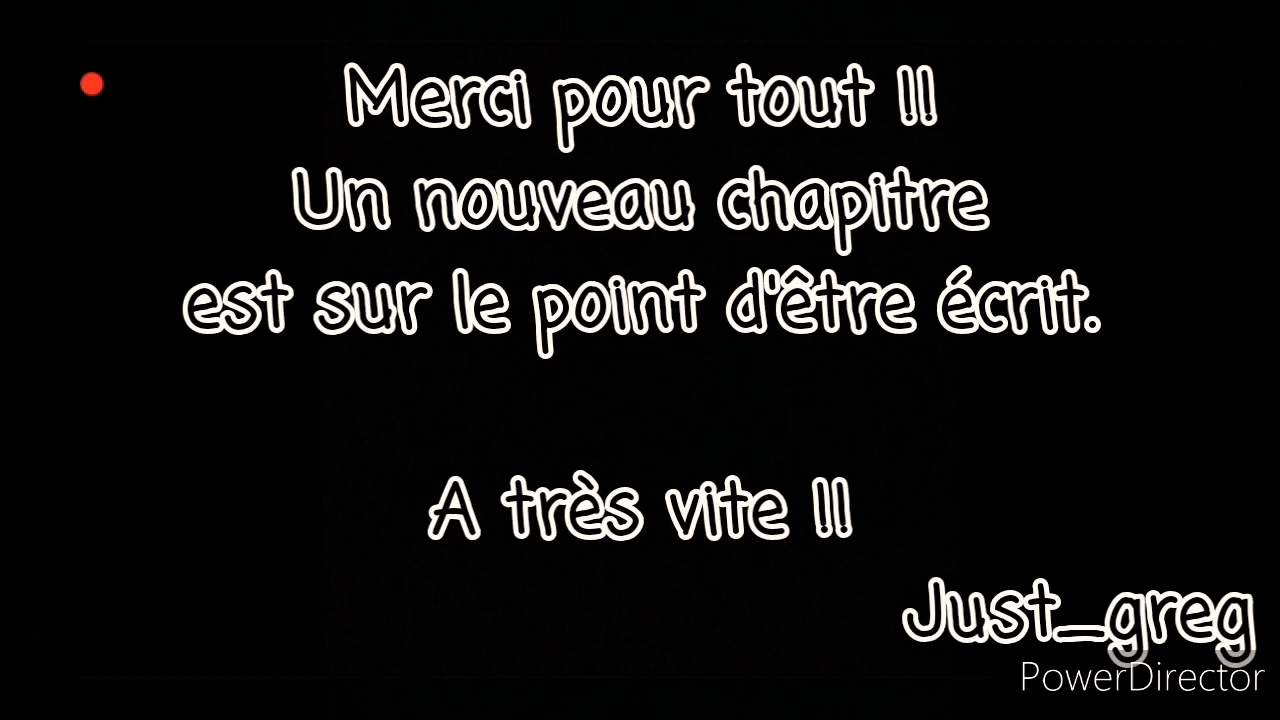 Merci pour tout !!
Un nouveau chapitre
est sur le point d'être écrit.
A très vite !!
Just_greg
PowerDirector